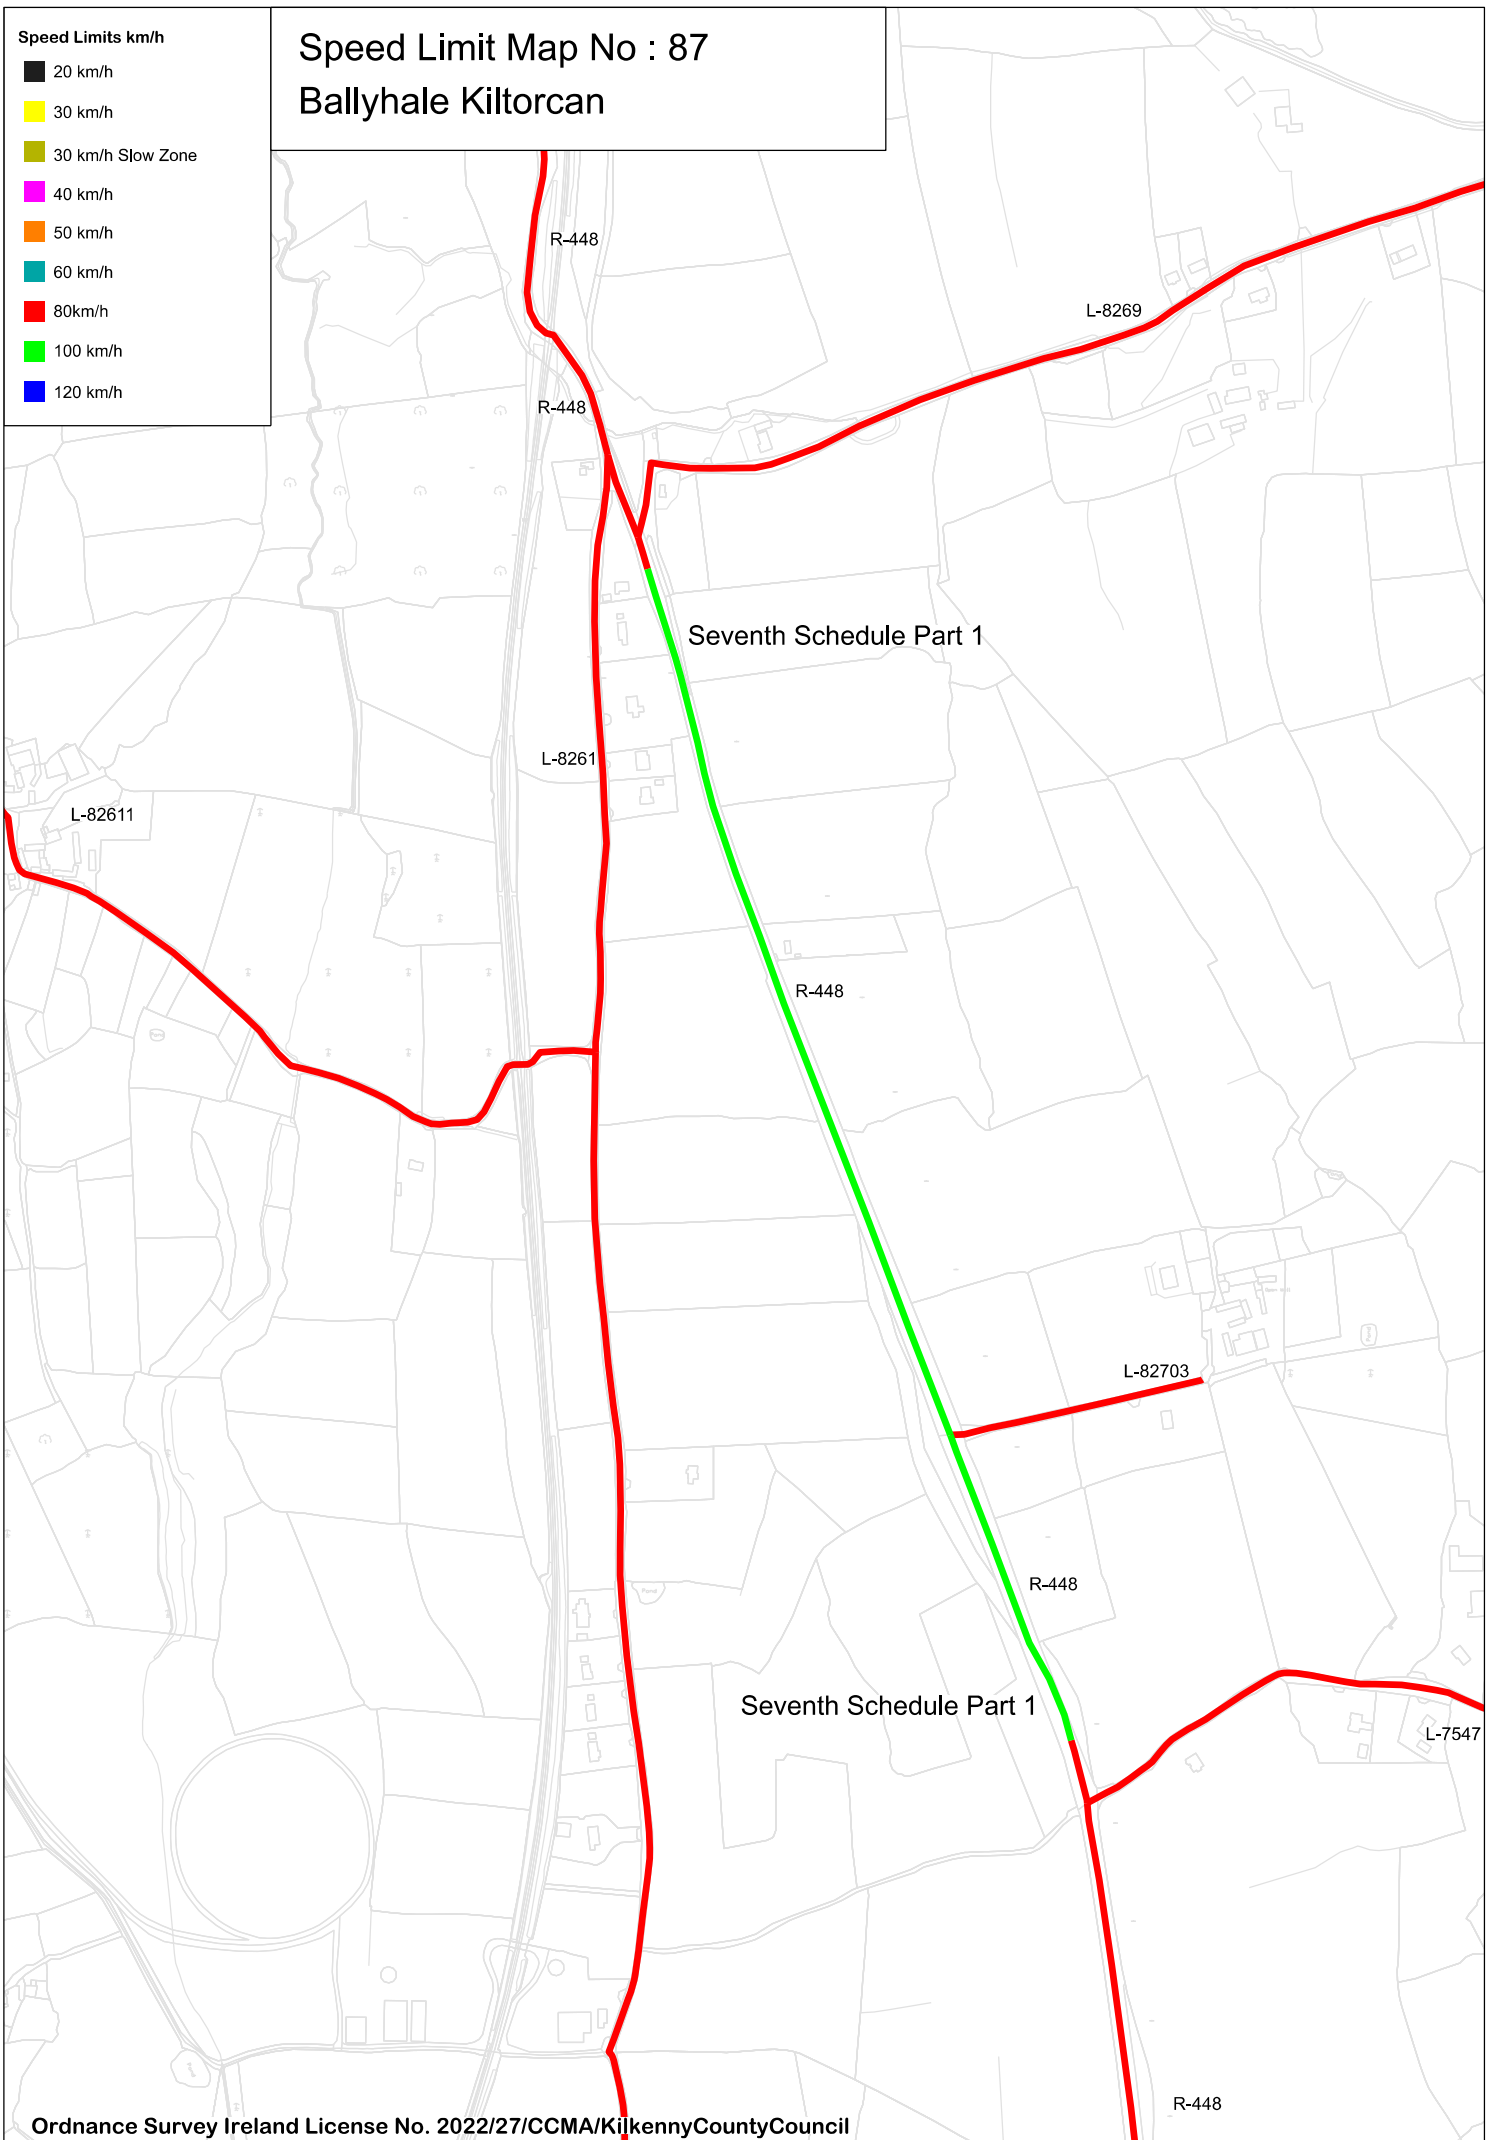 Speed Limits km/h
20 km/h
30 km/h
30 km/h Slow Zone
40 km/h
50 km/h
60 km/h
80km/h
100 km/h
120 km/h
Speed Limit Map No : 87
Ballyhale Kiltorcan
R-448
L-8269
R-448
Seventh Schedule Part 1
L-8261
L-82611
R-448
L-82703
R-448
Seventh Schedule Part 1
L-7547
R-448
Ordnance Survey Ireland License No. 2022/27/CCMA/KilkennyCountyCouncil